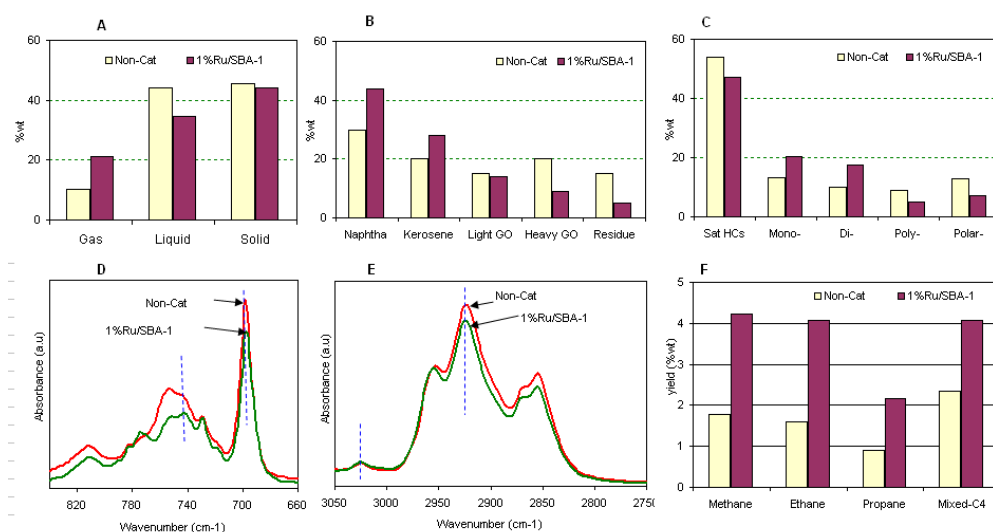 A
Non-Cat 1%Ru/SBA-1
60
40
20
0
%wt
Gas Liquid Solid
B
Non-Cat 1%Ru/SBA-1
60
40
20
0
%wt
Naphtha Kerosene Light GO Heavy GO Residue
C
Non-Cat 1%Ru/SBA-1
60
40
20
0
%wt
Sat HCs Mono- Di- Poly- Polar-
D
Non-Cat
1%Ru/SBA-1
Absorbance (a.u)
820 740 700 660
Wavenumber (cm-1)
E
Non-Cat
1%Ru/SBA-1
Absorbance (a.u)
3050 2950 2900 2850 2800 2750
Wavenumber (cm-1)
F
Non-Cat 1%Ru/SBA-1
5
4
3
2
1
0
yield (%wt)
Methane Ethane Propane Mixed-C4